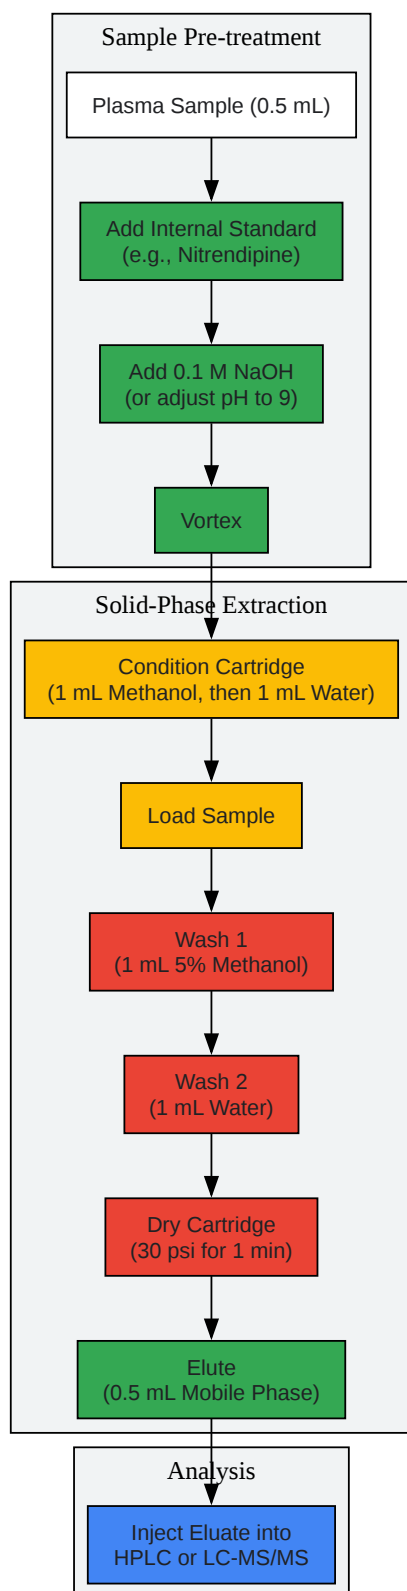 Sample Pre-treatment
Plasma Sample (0.5 mL)
Add Internal Standard
(e.g., Nitrendipine)
Add 0.1 M NaOH
(or adjust pH to 9)
Vortex
Solid-Phase Extraction
Condition Cartridge
(1 mL Methanol, then 1 mL Water)
Load Sample
Wash 1
(1 mL 5% Methanol)
Wash 2
(1 mL Water)
Dry Cartridge
(30 psi for 1 min)
Elute
(0.5 mL Mobile Phase)
Analysis
Inject Eluate into
HPLC or LC-MS/MS